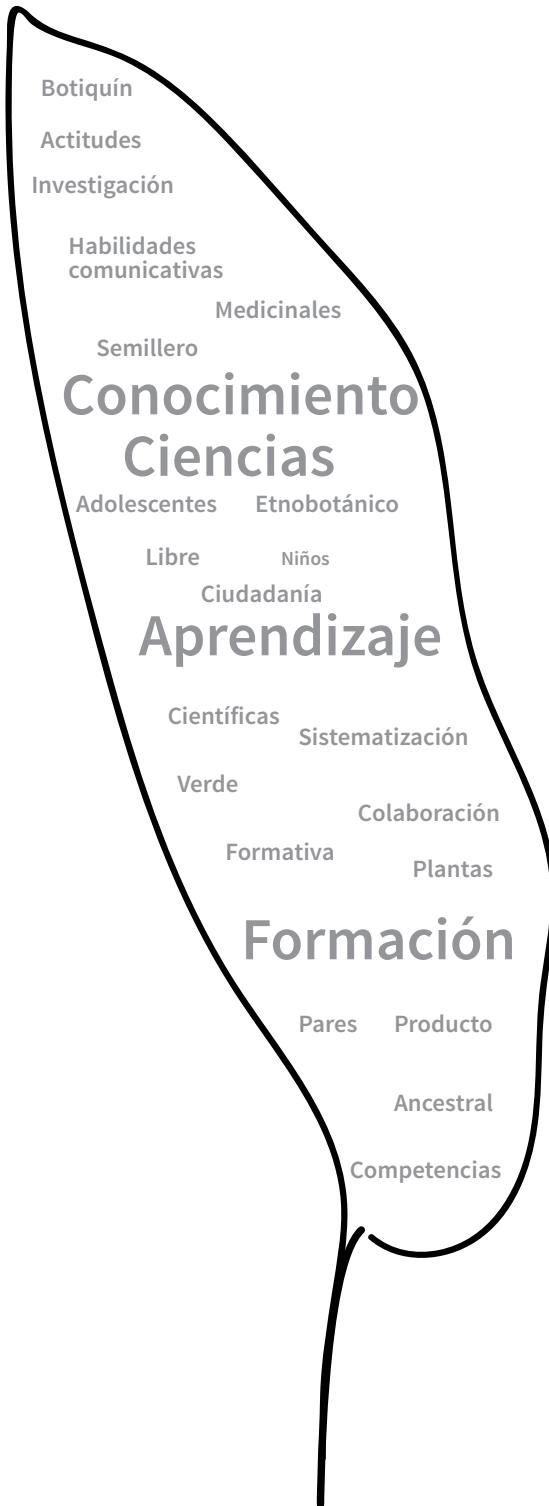 Botiquín
Actitudes
Investigación
Habilidades
comunicativas
Medicinales
Semillero
Conocimiento
Ciencias
Adolescentes Etnobotánico
Libre Niños
Ciudadanía
Aprendizaje
Científicas
Sistematización
Verde
Colaboración
Formativa
Plantas
Formación
Pares Producto
Ancestral
Competencias